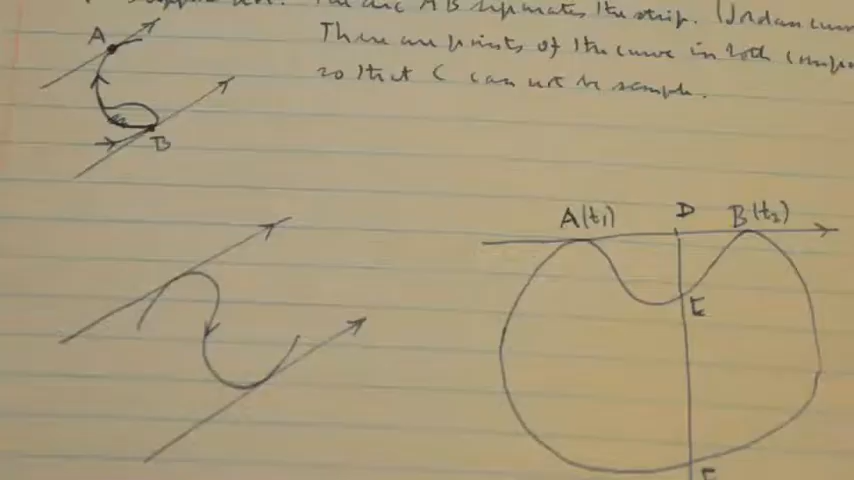 The arc AB separates the strip. (Jordan curve
A There are points of the curve in both
so that C can not be simple.
B
A(t₁) D B(t₂)
E
F